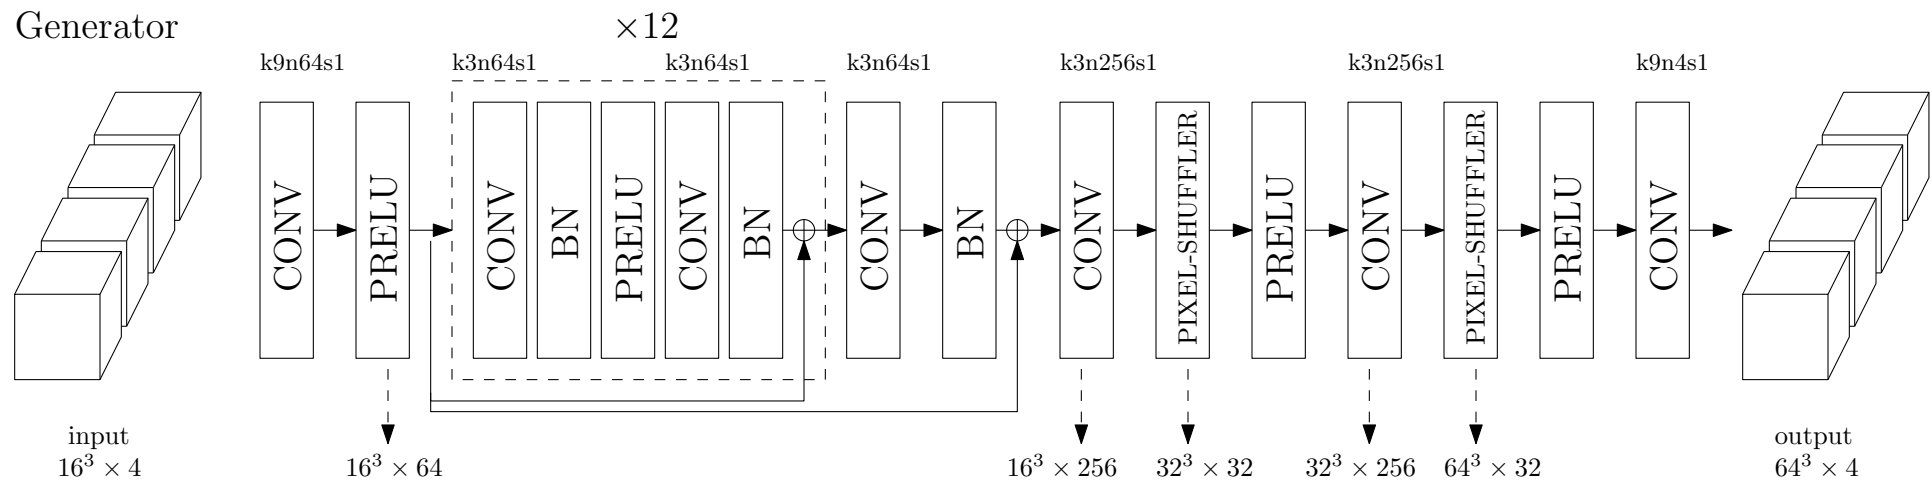 Generator
×12
k9n64s1
k3n64s1
k3n64s1
k3n64s1
k3n256s1
k3n256s1
k9n4s1
CONV
PRELU
CONV
BN
PRELU
CONV
BN
CONV
BN
CONV
PIXEL-SHUFFLER
PRELU
CONV
PIXEL-SHUFFLER
PRELU
CONV
input
16³ × 4
16³ × 64
16³ × 256
32³ × 32
32³ × 256
64³ × 32
output
64³ × 4